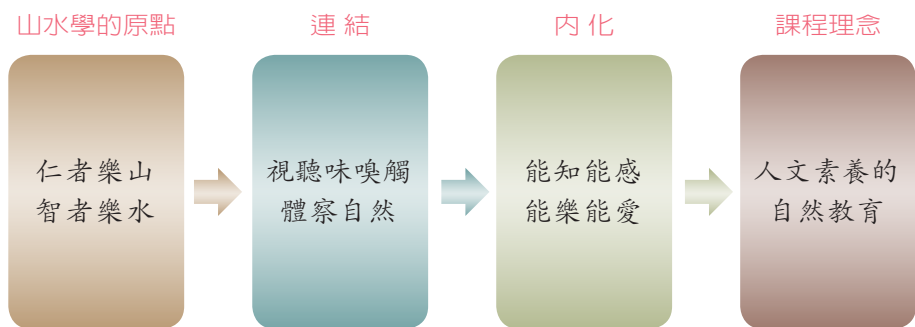 山水學的原點
仁者樂山
智者樂水
連結
視聽味嗅觸
體察自然
內化
能知能感
能樂能愛
課程理念
人文素養的
自然教育